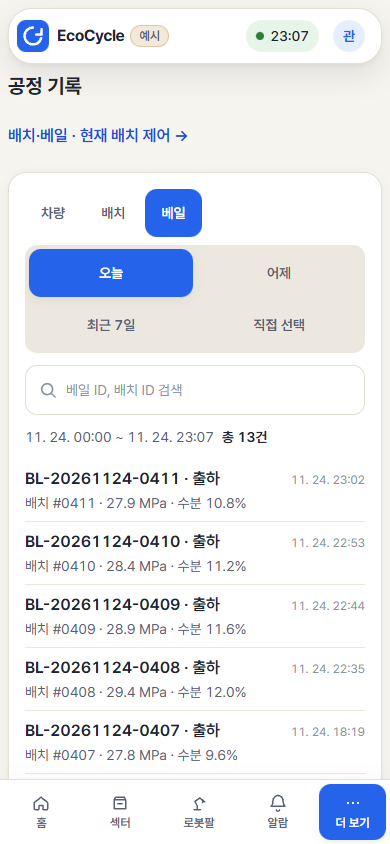 EcoCycle 예시 23:07 관
공정 기록
배치·베일 · 현재 배치 제어 →
차량 배치 베일
오늘 어제
최근 7일 직접 선택
베일 ID, 배치 ID 검색
11. 24. 00:00 ~ 11. 24. 23:07 총 13건
BL-20261124-0411 · 출하 11. 24. 23:02
배치 #0411 · 27.9 MPa · 수분 10.8%
BL-20261124-0410 · 출하 11. 24. 22:53
배치 #0410 · 28.4 MPa · 수분 11.2%
BL-20261124-0409 · 출하 11. 24. 22:44
배치 #0409 · 28.9 MPa · 수분 11.6%
BL-20261124-0408 · 출하 11. 24. 22:35
배치 #0408 · 29.4 MPa · 수분 12.0%
BL-20261124-0407 · 출하 11. 24. 18:19
배치 #0407 · 27.8 MPa · 수분 9.6%
홈 섹터 로봇팔 알람 더 보기